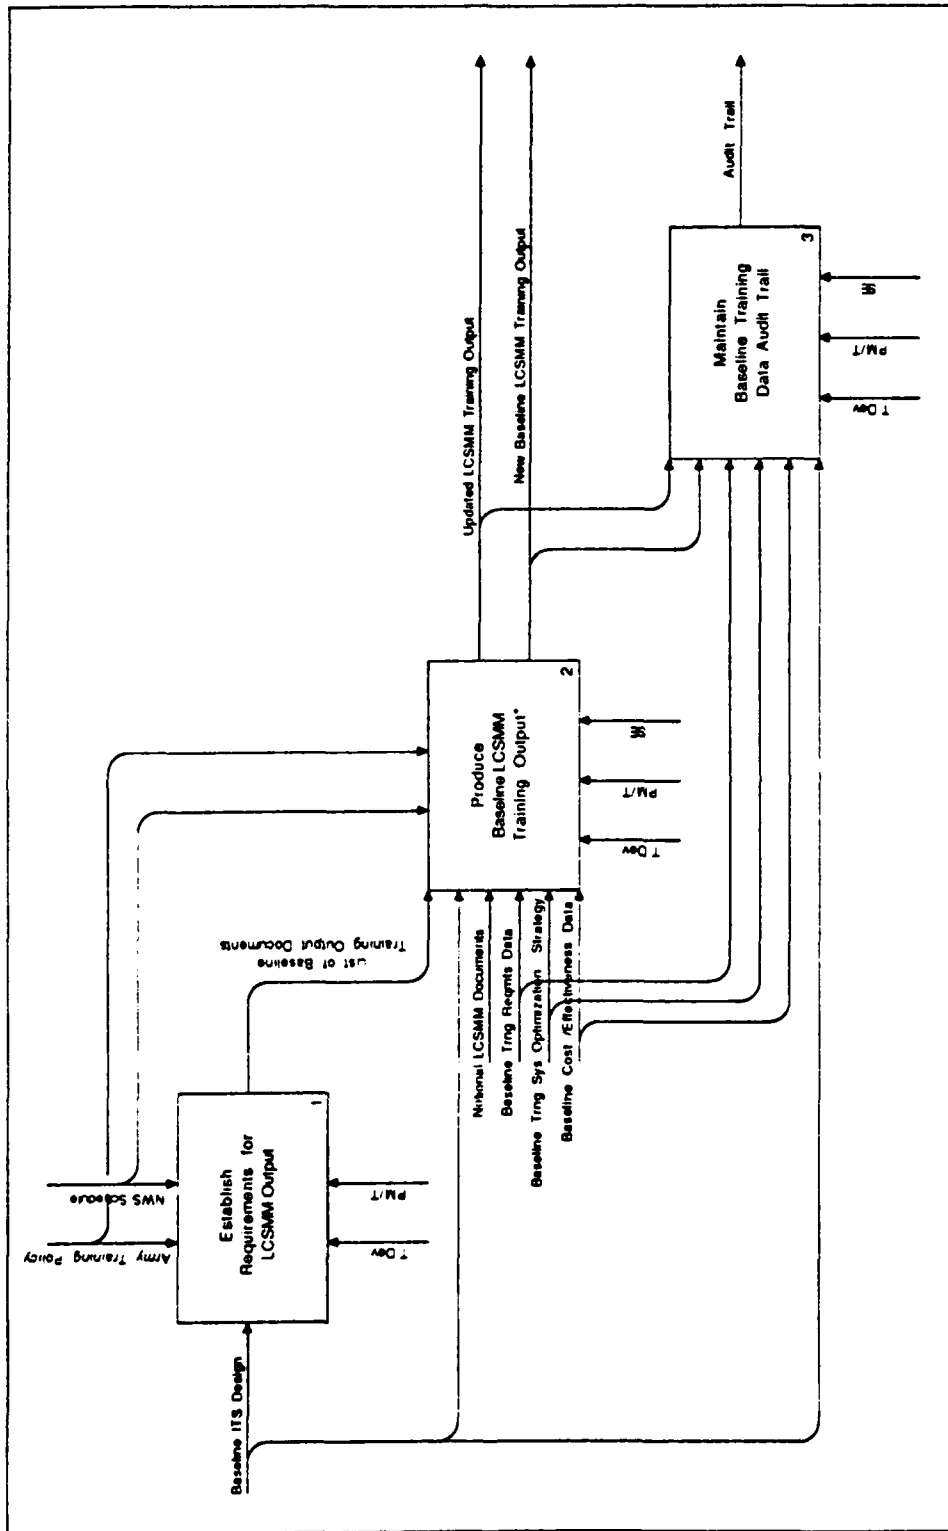 Army Training Policy
NWS Schedule
Baseline ITS Design
Establish
Requirements for
LCSMM Output
1
T Dev
PM/T
List of Baseline
Training Output Documents
Notional LCSMM Documents
Baseline Trng Reqmts Data
Baseline Trng Sys Optimization Strategy
Baseline Cost /Effectiveness Data
Produce
Baseline LCSMM
Training Output*
2
T Dev
PM/T
Updated LCSMM Training Output
New Baseline LCSMM Training Output
Maintain
Baseline Training
Data Audit Trail
3
T Dev
PM/T
Audit Trail